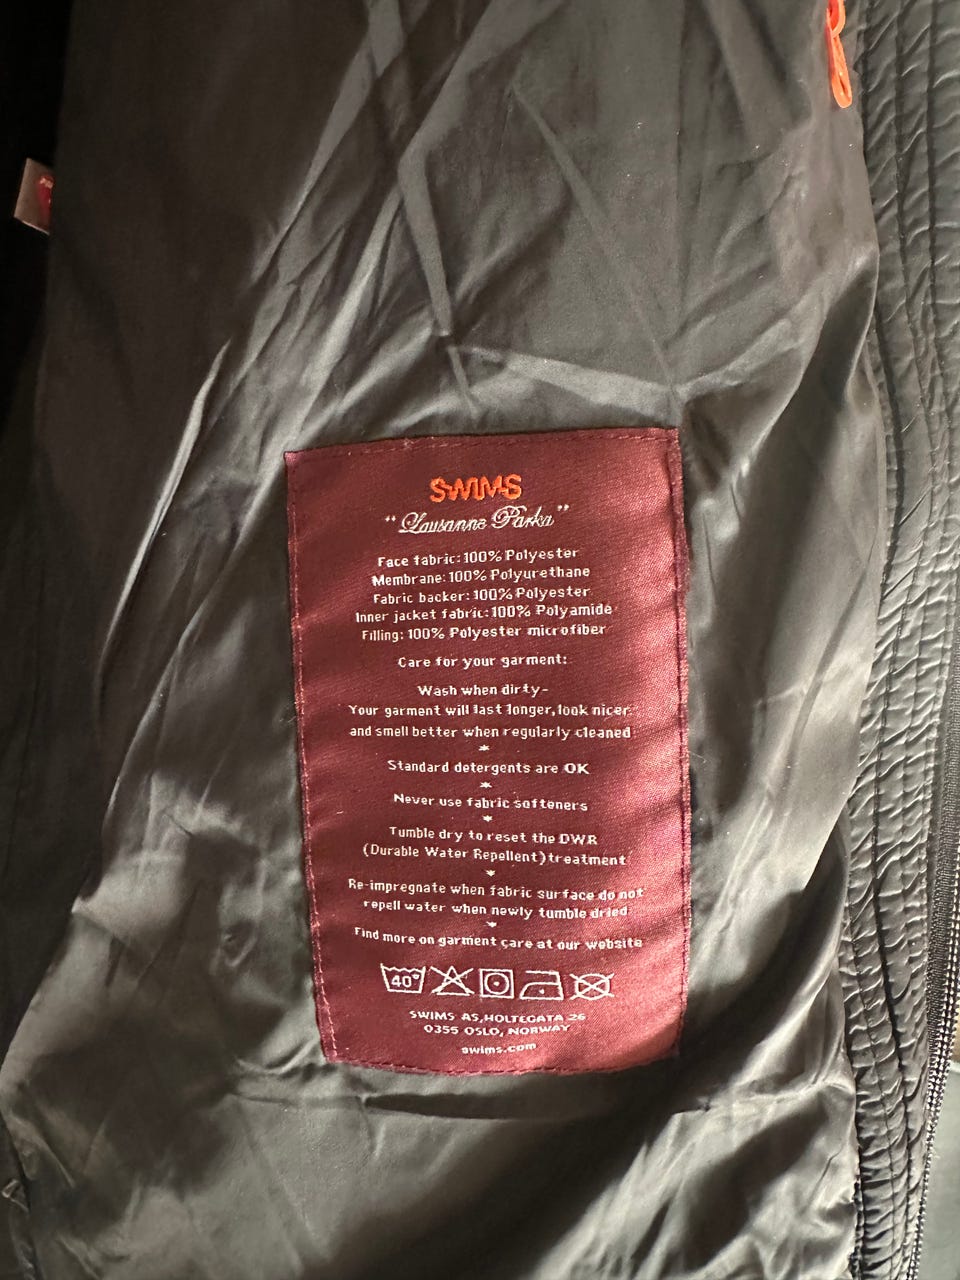 SWIMS
"Lausanne Parka"
Face fabric: 100% Polyester
Membrane: 100% Polyurethane
Fabric backer: 100% Polyester
Inner jacket fabric: 100% Polyamide
Filling: 100% Polyester microfiber
Care for your garment:
Wash when dirty-
Your garment will last longer, look nicer
and smell better when regularly cleaned
*
Standard detergents are OK
*
Never use fabric softeners
*
Tumble dry to reset the DWR
(Durable Water Repellent) treatment
*
Re-impregnate when fabric surface do not
repell water when newly tumble dried
*
Find more on garment care at our website
40°
SWIMS AS, HOLTEGATA 26
0355 OSLO, NORWAY
swims.com